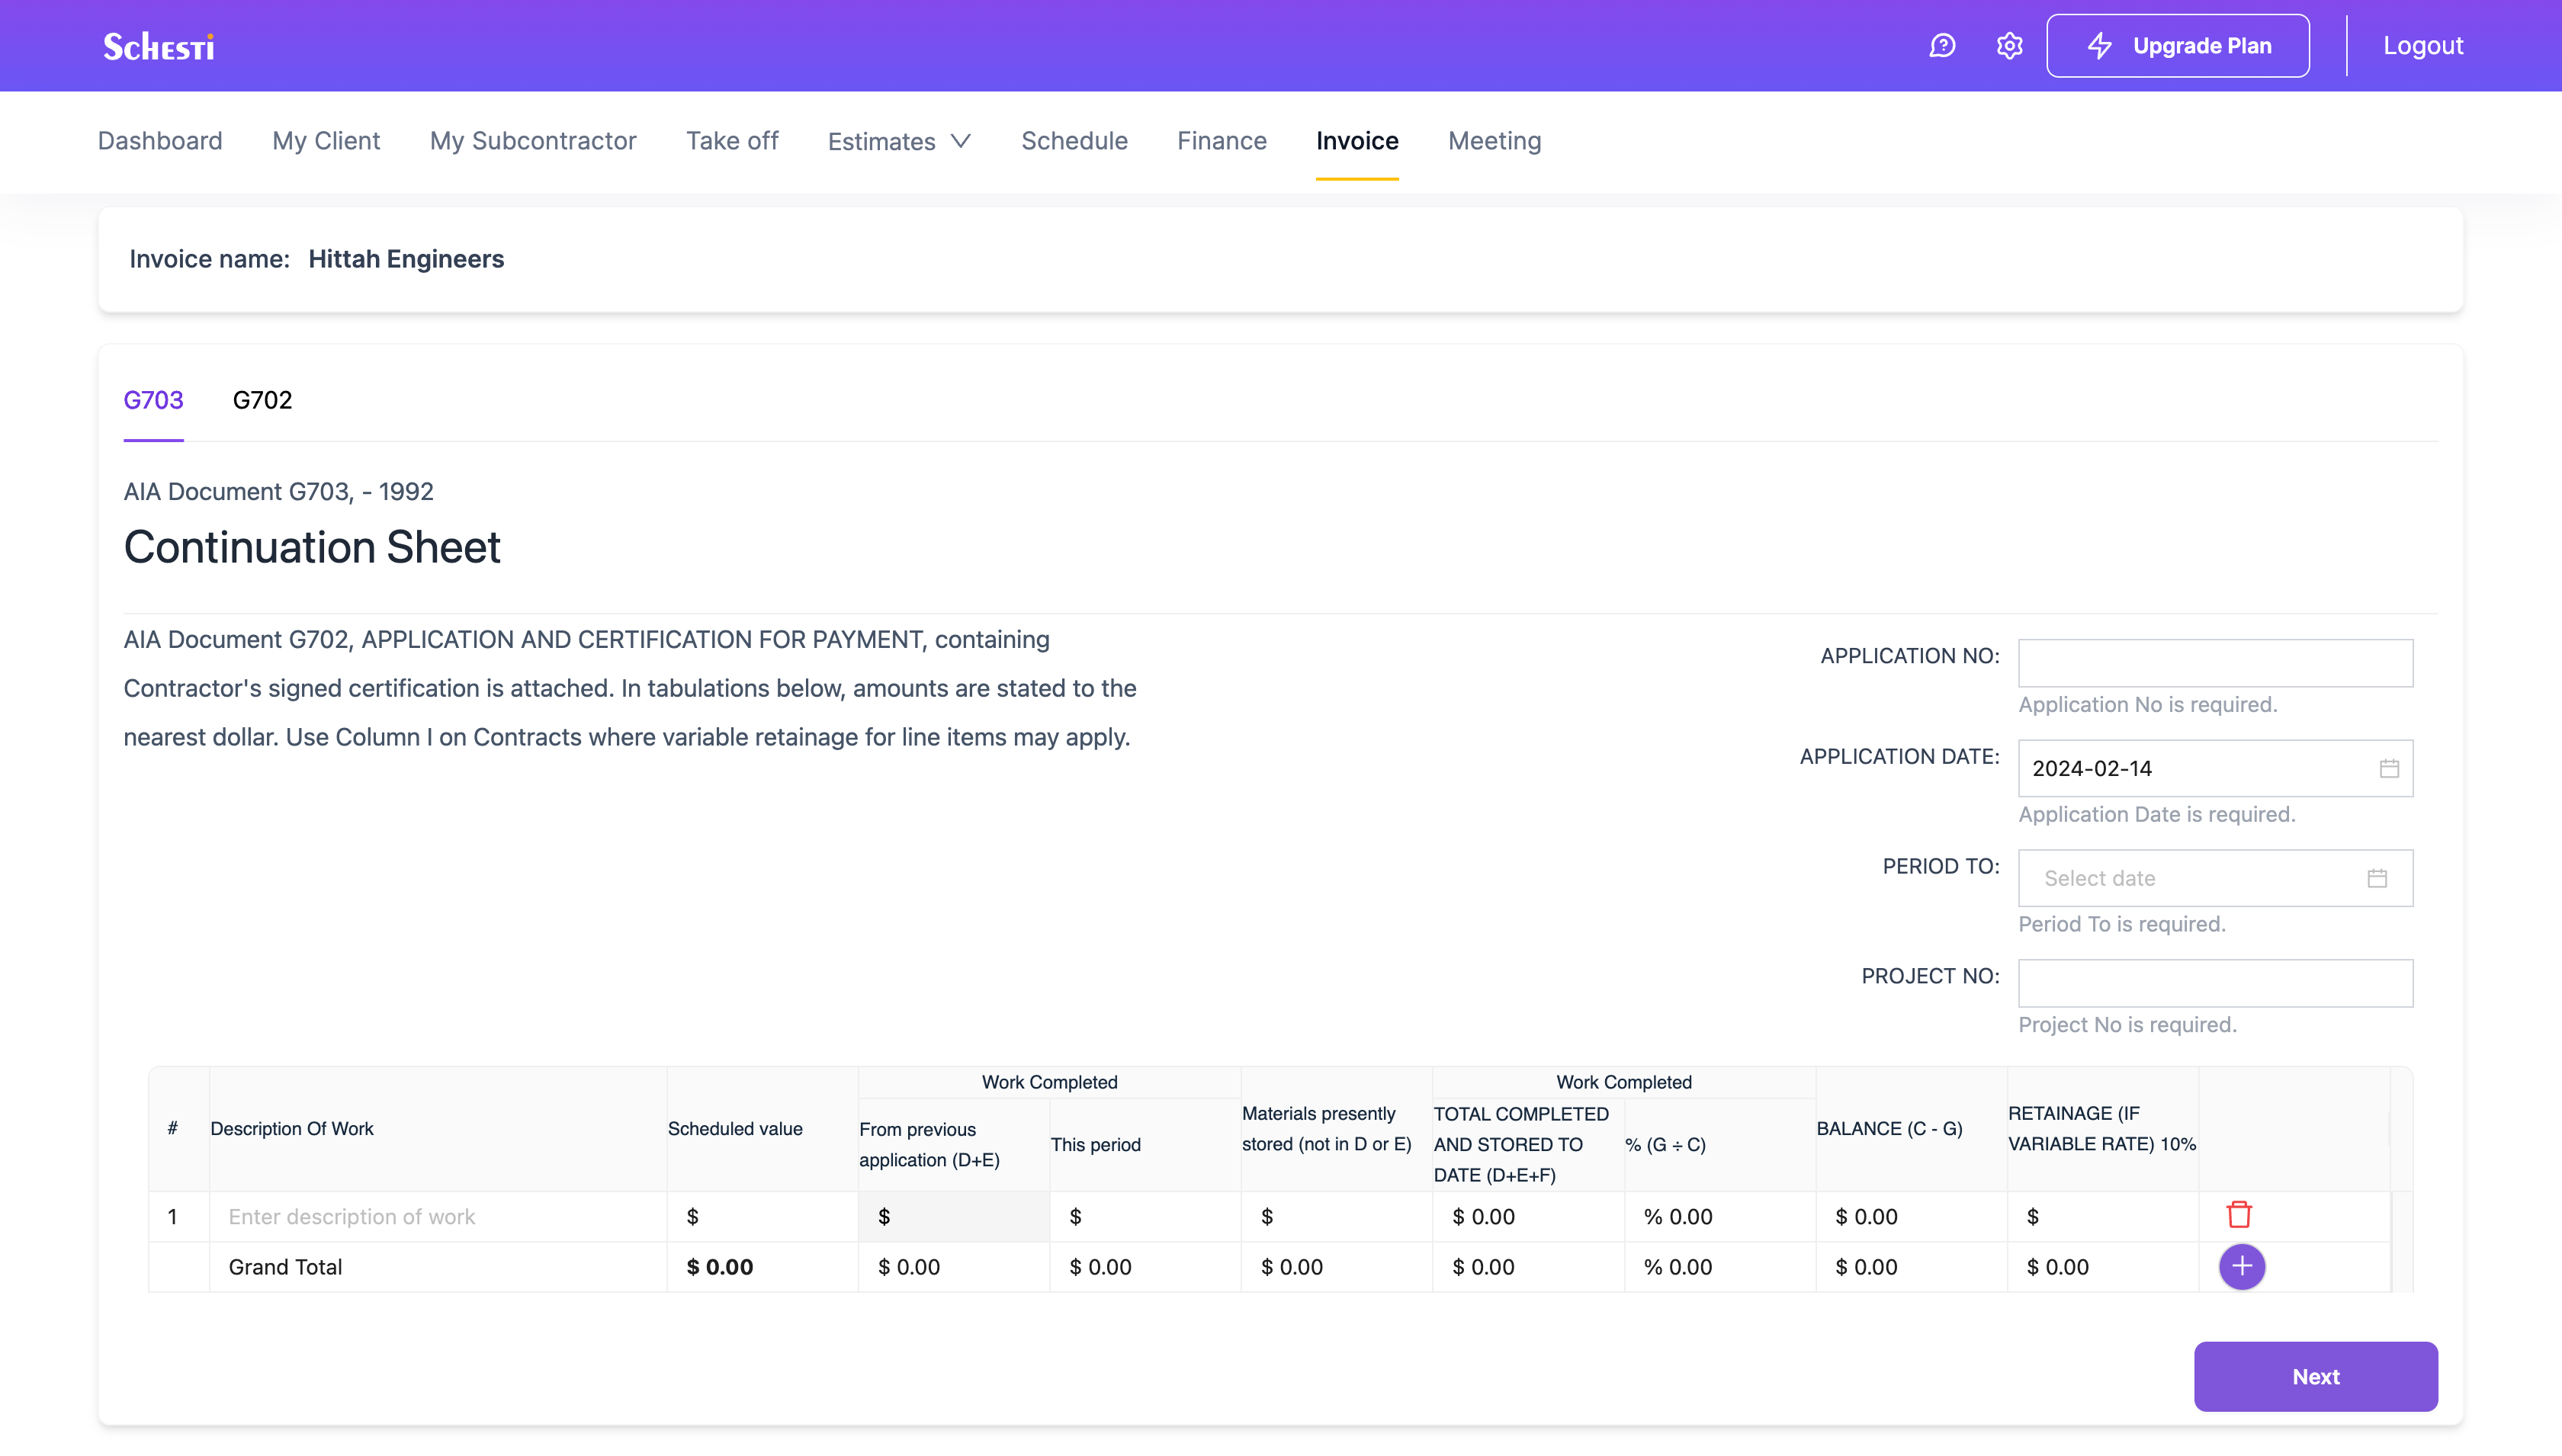 Schesti
Upgrade Plan
Logout
Dashboard
My Client
My Subcontractor
Take off
Estimates
Schedule
Finance
Invoice
Meeting
Invoice name: Hittah Engineers
G703
G702
AIA Document G703, - 1992
Continuation Sheet
AIA Document G702, APPLICATION AND CERTIFICATION FOR PAYMENT, containing
Contractor's signed certification is attached. In tabulations below, amounts are stated to the
nearest dollar. Use Column I on Contracts where variable retainage for line items may apply.
APPLICATION NO:
Application No is required.
APPLICATION DATE:
2024-02-14
Application Date is required.
PERIOD TO:
Select date
Period To is required.
PROJECT NO:
Project No is required.
#
Description Of Work
Scheduled value
Work Completed
From previous
application (D+E)
This period
Materials presently
stored (not in D or E)
Work Completed
TOTAL COMPLETED
AND STORED TO
DATE (D+E+F)
% (G ÷ C)
BALANCE (C - G)
RETAINAGE (IF
VARIABLE RATE) 10%
1 Enter description of work $ $ $ $ $ 0.00 % 0.00 $ 0.00 $
Grand Total $ 0.00 $ 0.00 $ 0.00 $ 0.00 $ 0.00 % 0.00 $ 0.00 $ 0.00
Next